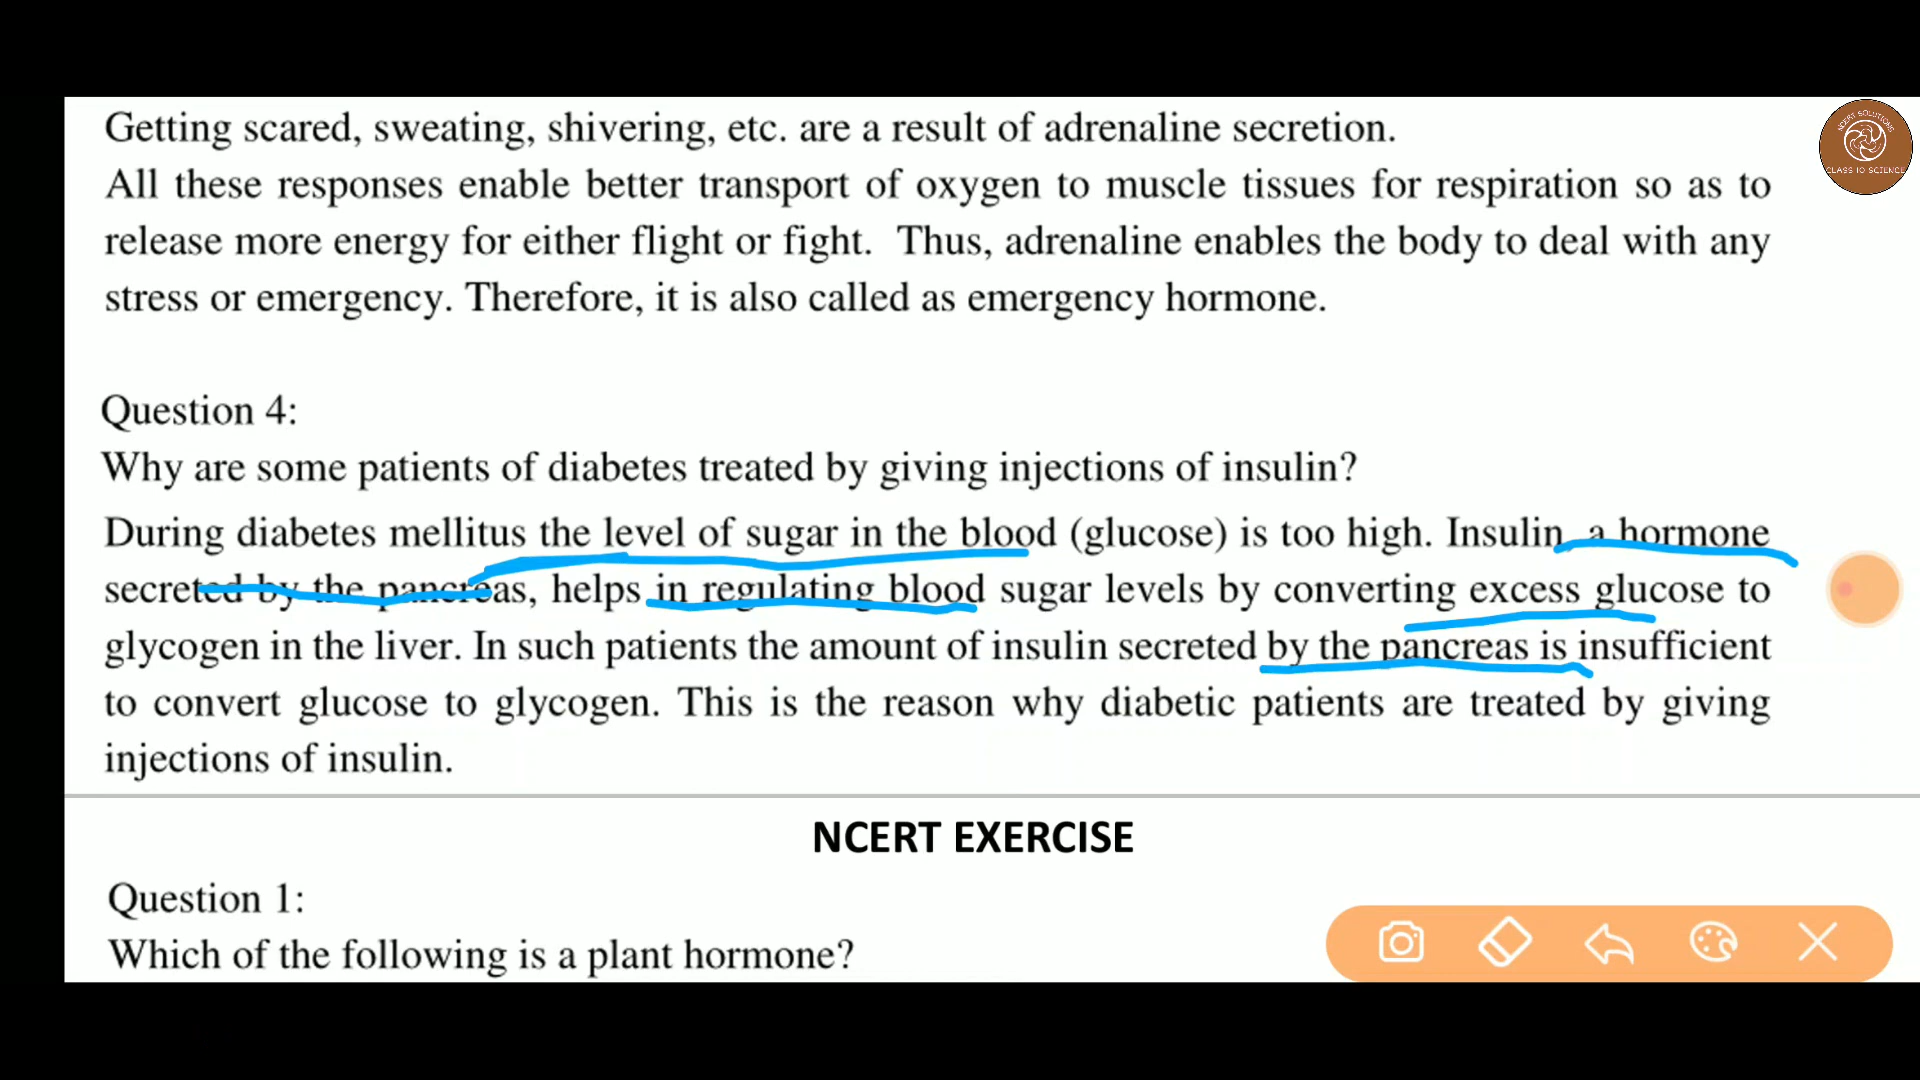 Getting scared, sweating, shivering, etc. are a result of adrenaline secretion.
All these responses enable better transport of oxygen to muscle tissues for respiration so as to
release more energy for either flight or fight. Thus, adrenaline enables the body to deal with any
stress or emergency. Therefore, it is also called as emergency hormone.
NCERT SOLUTIONS
CLASS 10 SCIENCE
Question 4:
Why are some patients of diabetes treated by giving injections of insulin?
During diabetes mellitus the level of sugar in the blood (glucose) is too high. Insulin, a hormone
secreted by the pancreas, helps in regulating blood sugar levels by converting excess glucose to
glycogen in the liver. In such patients the amount of insulin secreted by the pancreas is insufficient
to convert glucose to glycogen. This is the reason why diabetic patients are treated by giving
injections of insulin.
NCERT EXERCISE
Question 1:
Which of the following is a plant hormone?